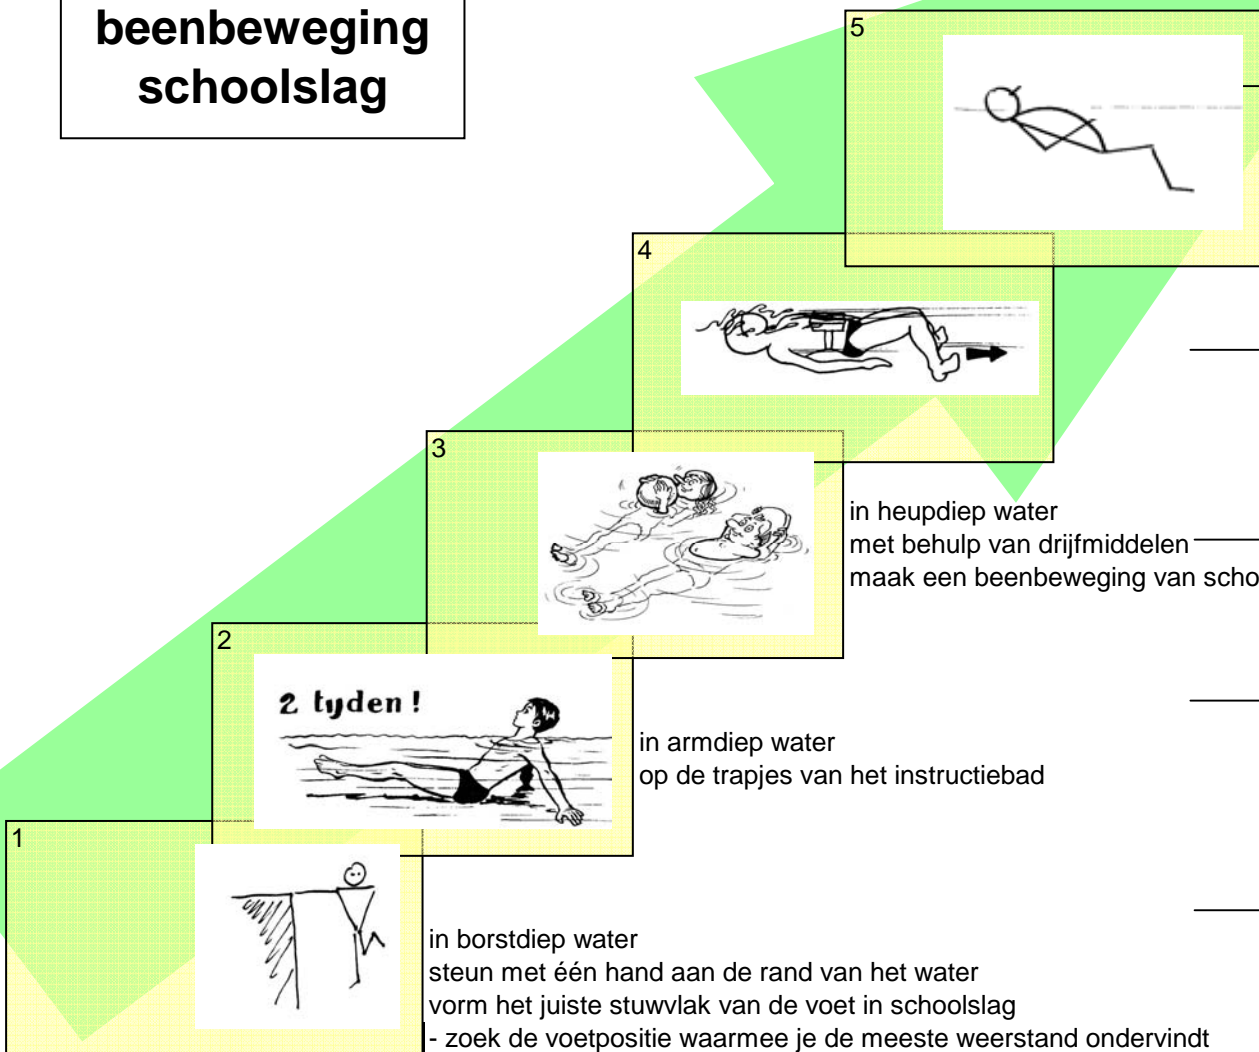 beenbeweging
schoolslag
5
4
3
in heupdiep water
met behulp van drijfmiddelen
maak een beenbeweging van scho
2
2 tyden !
in armdiep water
op de trapjes van het instructiebad
1
in borstdiep water
steun met één hand aan de rand van het water
vorm het juiste stuwvlak van de voet in schoolslag
- zoek de voetpositie waarmee je de meeste weerstand ondervindt